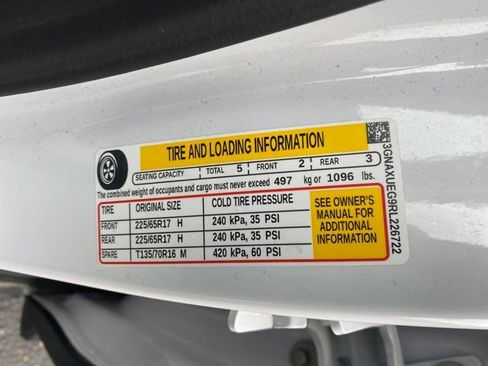 TIRE AND LOADING INFORMATION
SEATING CAPACITY TOTAL 5 FRONT 2 REAR 3
The combined weight of occupants and cargo must never exceed 497 kg or 1096 lbs.
TIRE ORIGINAL SIZE COLD TIRE PRESSURE
FRONT 225/65R17 H 240 kPa, 35 PSI
REAR 225/65R17 H 240 kPa, 35 PSI
SPARE T135/70R16 M 420 kPa, 60 PSI
SEE OWNER'S
MANUAL FOR
ADDITIONAL
INFORMATION
3GNAXUEG9RL226722